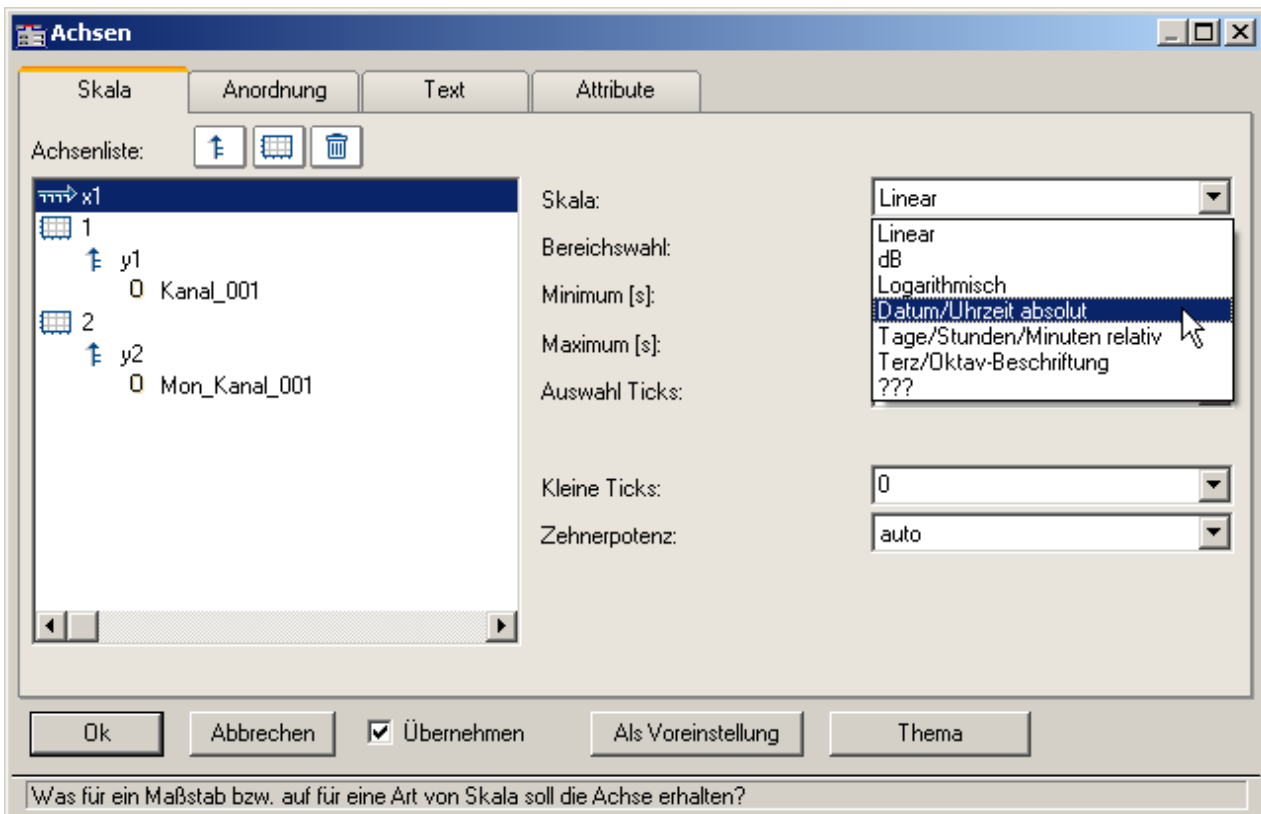 Achsen
Skala Anordnung Text Attribute
Achsenliste:
x1
1
y1
Kanal_001
2
y2
Mon_Kanal_001
Skala: Linear
Bereichswahl:
Minimum [s]:
Maximum [s]:
Auswahl Ticks:
Linear
dB
Logarithmisch
Datum/Uhrzeit absolut
Tage/Stunden/Minuten relativ
Terz/Oktav-Beschriftung
???
Kleine Ticks: 0
Zehnerpotenz: auto
Ok Abbrechen Übernehmen Als Voreinstellung Thema
Was für ein Maßstab bzw. auf für eine Art von Skala soll die Achse erhalten?